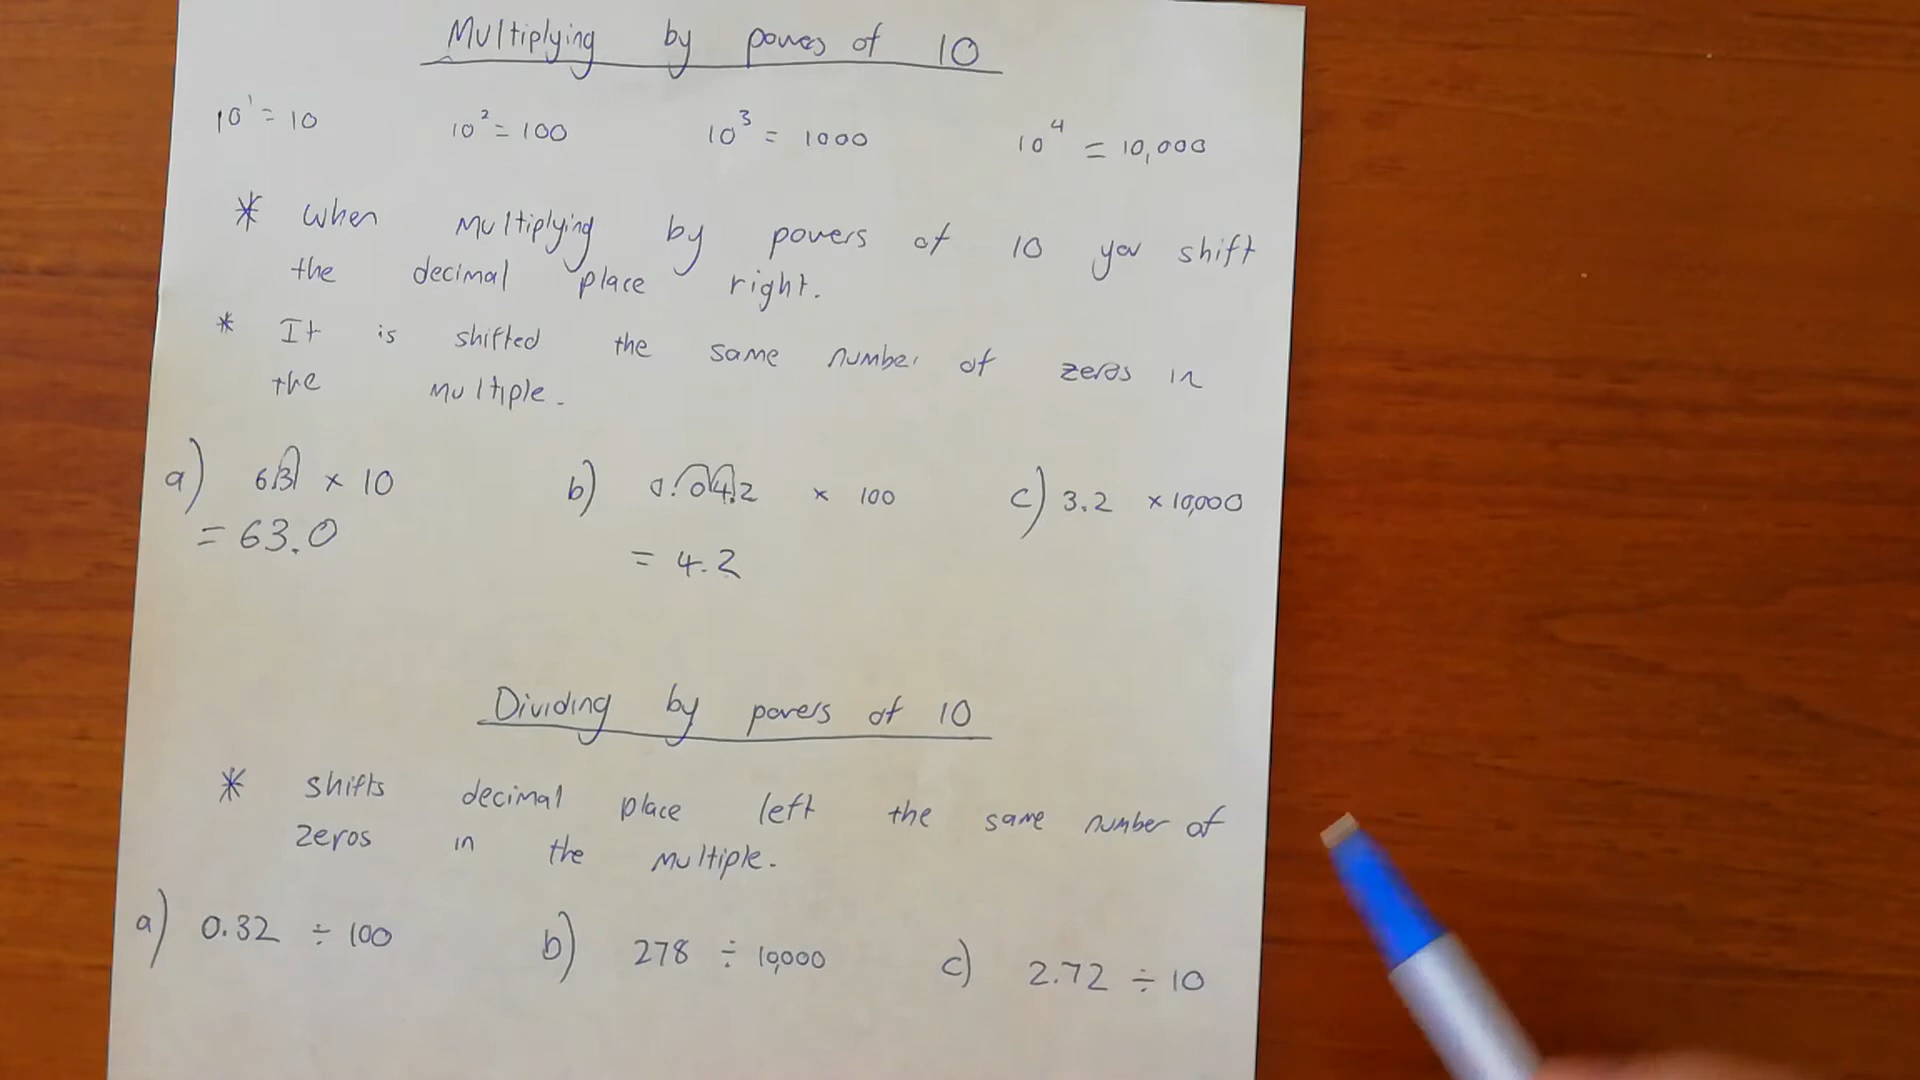 Multiplying by powers of 10
10¹ = 10 10² = 100 10³ = 1000 10⁴ = 10,000
* When multiplying by powers of 10 you shift
the decimal place right.
* It is shifted the same number of zeros in
the multiple.
a) 6.3 × 10 b) 0.04.2 × 100 c) 3.2 × 10,000
= 63.0 = 4.2
Dividing by powers of 10
* shifts decimal place left the same number of
zeros in the multiple.
a) 0.32 ÷ 100 b) 278 ÷ 10,000 c) 2.72 ÷ 10